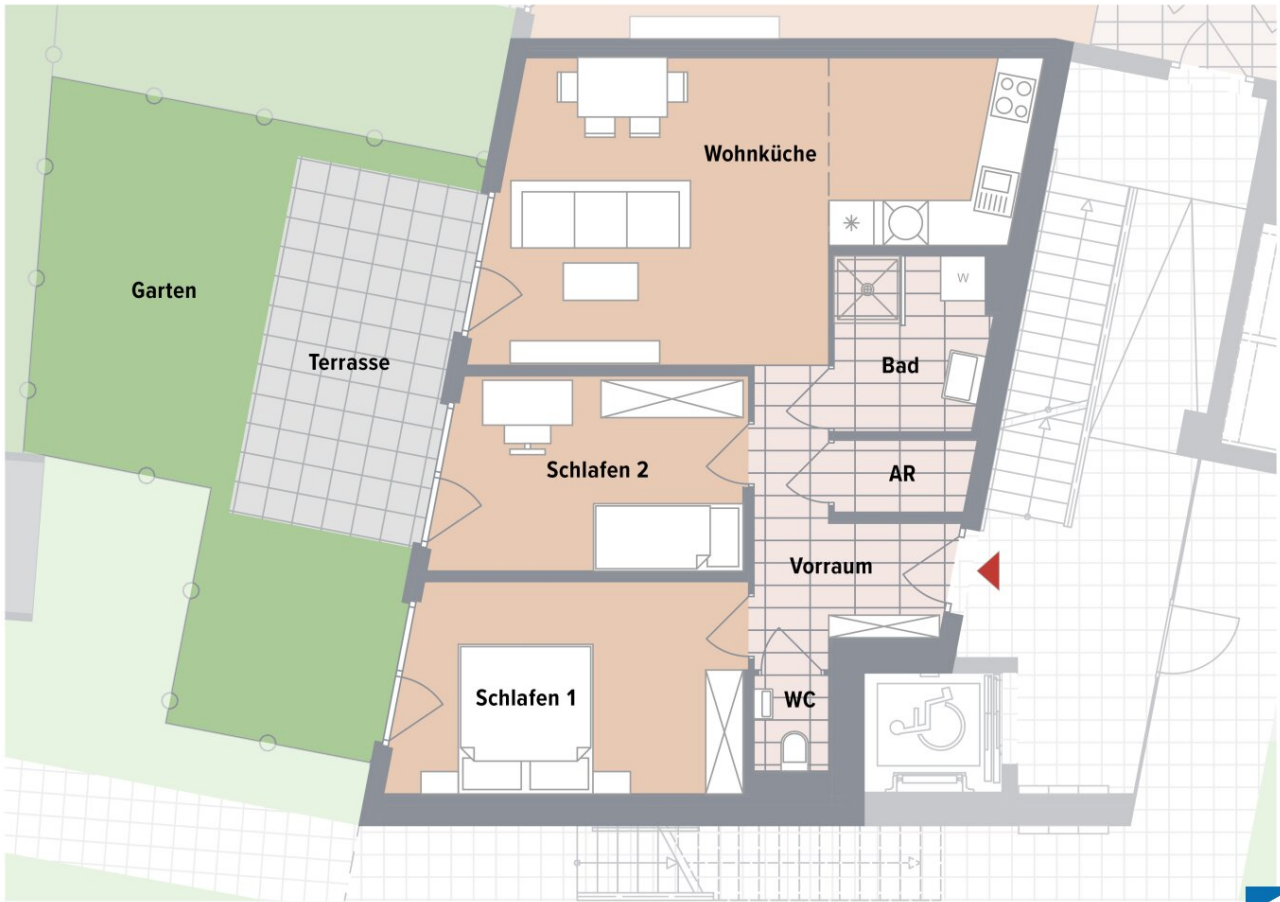 Wohnküche
Garten
W
Terrasse
Bad
Schlafen 2
AR
Vorraum
Schlafen 1
WC